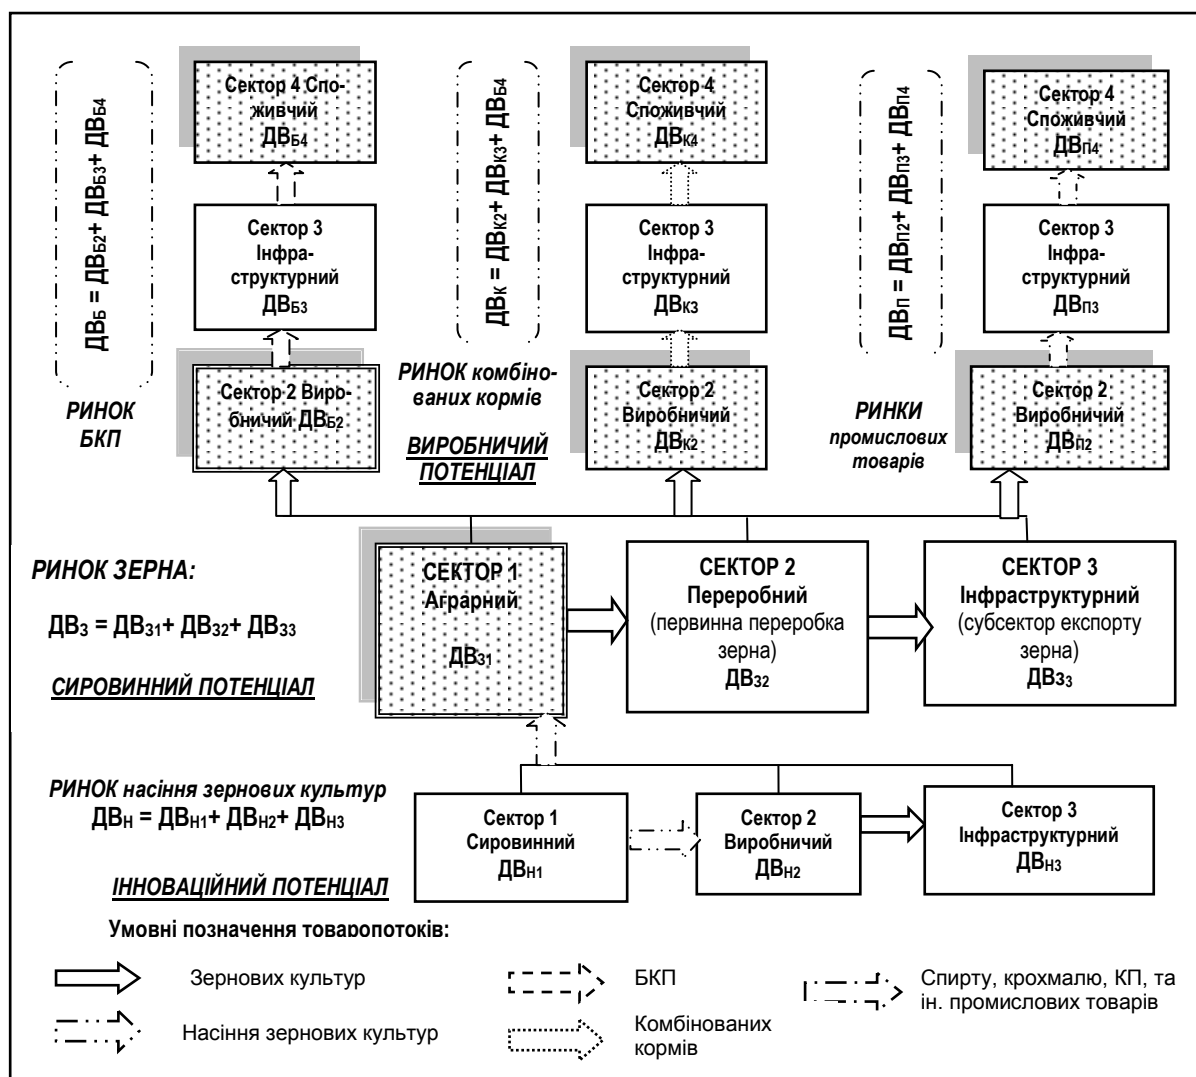 Сектор 4 Спо-
живчий
ДВБ4
Сектор 4
Споживчий
ДВК4
Сектор 4
Споживчий
ДВП4
ДВБ = ДВБ2+ ДВБ3+ ДВБ4
ДВК = ДВК2+ ДВК3+ ДВБ4
ДВП = ДВП2+ ДВП3+ ДВП4
Сектор 3
Інфра-
структурний
ДВБ3
Сектор 3
Інфра-
структурний
ДВК3
Сектор 3
Інфра-
структурний
ДВП3
РИНОК
БКП
Сектор 2 Виро-
бничий ДВБ2
РИНОК комбіно-
ваних кормів
ВИРОБНИЧИЙ
ПОТЕНЦІАЛ
Сектор 2
Виробничий
ДВК2
РИНКИ
промислових
товарів
Сектор 2
Виробничий
ДВП2
РИНОК ЗЕРНА:
ДВЗ = ДВЗ1+ ДВЗ2+ ДВЗ3
СИРОВИННИЙ ПОТЕНЦІАЛ
СЕКТОР 1
Аграрний
ДВЗ1
СЕКТОР 2
Переробний
(первинна переробка
зерна)
ДВЗ2
СЕКТОР 3
Інфраструктурний
(субсектор експорту
зерна)
ДВЗ3
РИНОК насіння зернових культур
ДВН = ДВН1+ ДВН2+ ДВН3
ІННОВАЦІЙНИЙ ПОТЕНЦІАЛ
Сектор 1
Сировинний
ДВН1
Сектор 2
Виробничий
ДВН2
Сектор 3
Інфраструктурний
ДВН3
Умовні позначення товаропотоків:
Зернових культур
БКП
Спирту, крохмалю, КП, та
ін. промислових товарів
Насіння зернових культур
Комбінованих
кормів